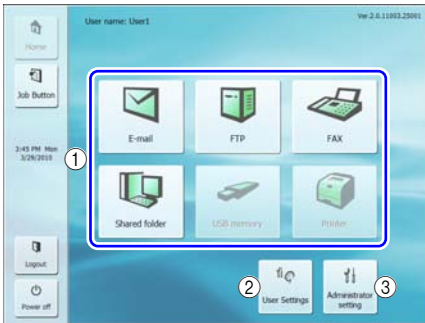 User name: User1
Ver.2.0.11003.25001
Home
Job Button
3:45 PM Mon
3/29/2010
Logout
Power off
①
E-mail
FTP
FAX
Shared folder
USB memory
Printer
②
User Settings
Administrator
setting
③